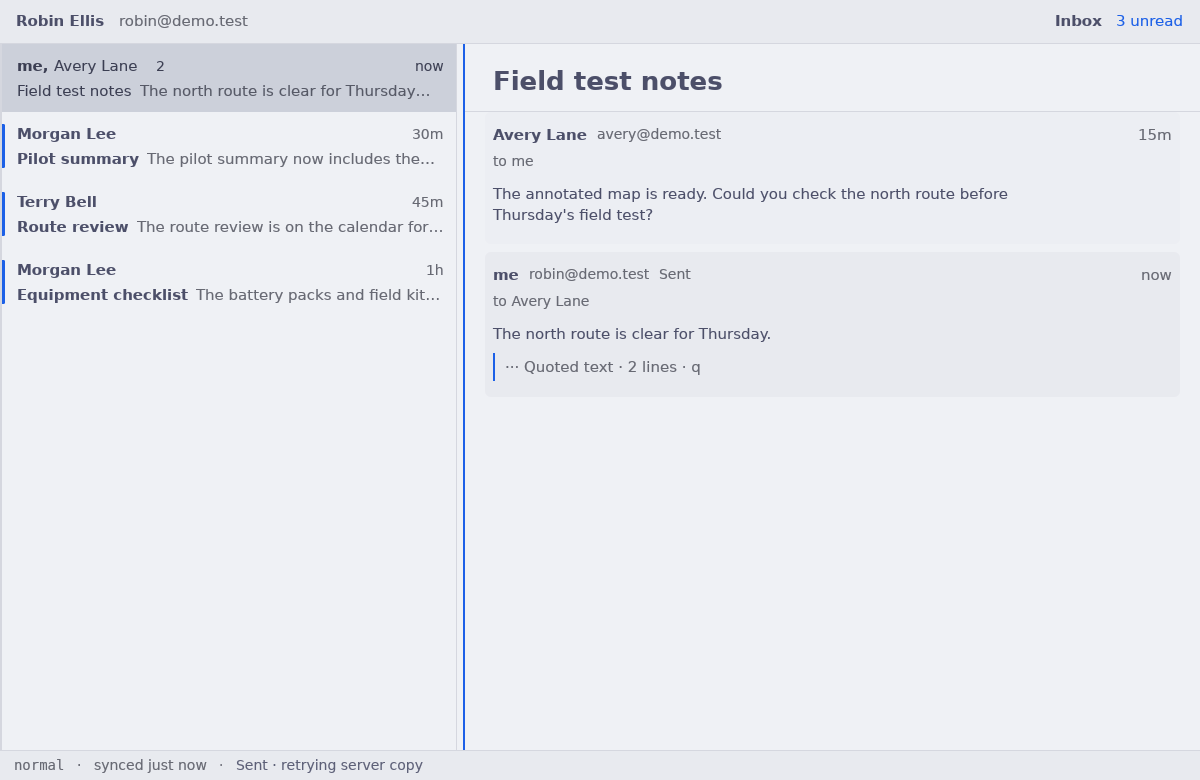 Robin Ellis robin@demo.test Inbox 3 unread
me, Avery Lane 2 now
Field test notes The north route is clear for Thursday…
Morgan Lee 30m
Pilot summary The pilot summary now includes the…
Terry Bell 45m
Route review The route review is on the calendar for…
Morgan Lee 1h
Equipment checklist The battery packs and field kit…
Field test notes
Avery Lane avery@demo.test 15m
to me
The annotated map is ready. Could you check the north route before
Thursday's field test?
me robin@demo.test Sent now
to Avery Lane
The north route is clear for Thursday.
··· Quoted text · 2 lines · q
normal · synced just now · Sent · retrying server copy